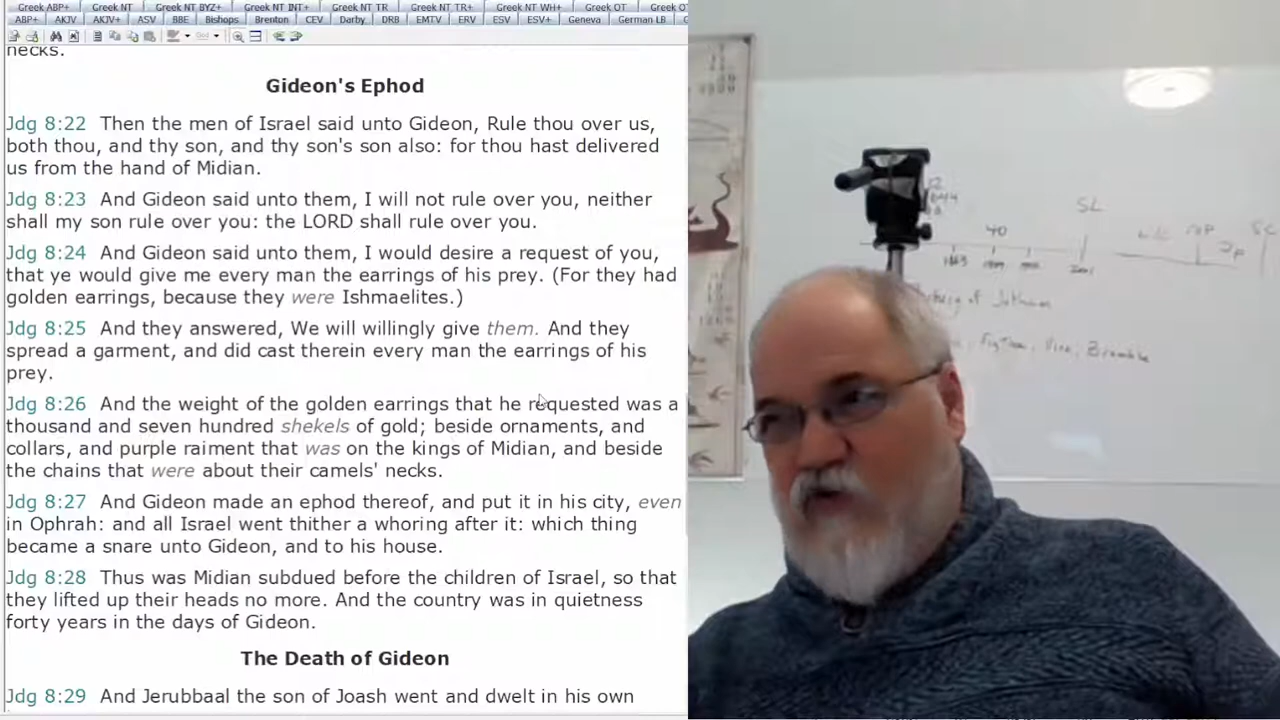 Greek ABP+ Greek NT Greek NT BYZ+ Greek NT INT+ Greek NT TR Greek NT TR+ Greek NT WH+ Greek OT
ABP+ AKJV AKJV+ ASV BBE Bishops Brenton CEV Darby DRB EMTV ERV ESV ESV+ Geneva German LB
necks.
Gideon's Ephod
Jdg 8:22 Then the men of Israel said unto Gideon, Rule thou over us,
both thou, and thy son, and thy son's son also: for thou hast delivered
us from the hand of Midian.
Jdg 8:23 And Gideon said unto them, I will not rule over you, neither
shall my son rule over you: the LORD shall rule over you.
Jdg 8:24 And Gideon said unto them, I would desire a request of you,
that ye would give me every man the earrings of his prey. (For they had
golden earrings, because they were Ishmaelites.)
Jdg 8:25 And they answered, We will willingly give them. And they
spread a garment, and did cast therein every man the earrings of his
prey.
Jdg 8:26 And the weight of the golden earrings that he requested was a
thousand and seven hundred shekels of gold; beside ornaments, and
collars, and purple raiment that was on the kings of Midian, and beside
the chains that were about their camels' necks.
Jdg 8:27 And Gideon made an ephod thereof, and put it in his city, even
in Ophrah: and all Israel went thither a whoring after it: which thing
became a snare unto Gideon, and to his house.
Jdg 8:28 Thus was Midian subdued before the children of Israel, so that
they lifted up their heads no more. And the country was in quietness
forty years in the days of Gideon.
The Death of Gideon
Jdg 8:29 And Jerubbaal the son of Joash went and dwelt in his own
SL
40
of Jotham
Vine, Bramble